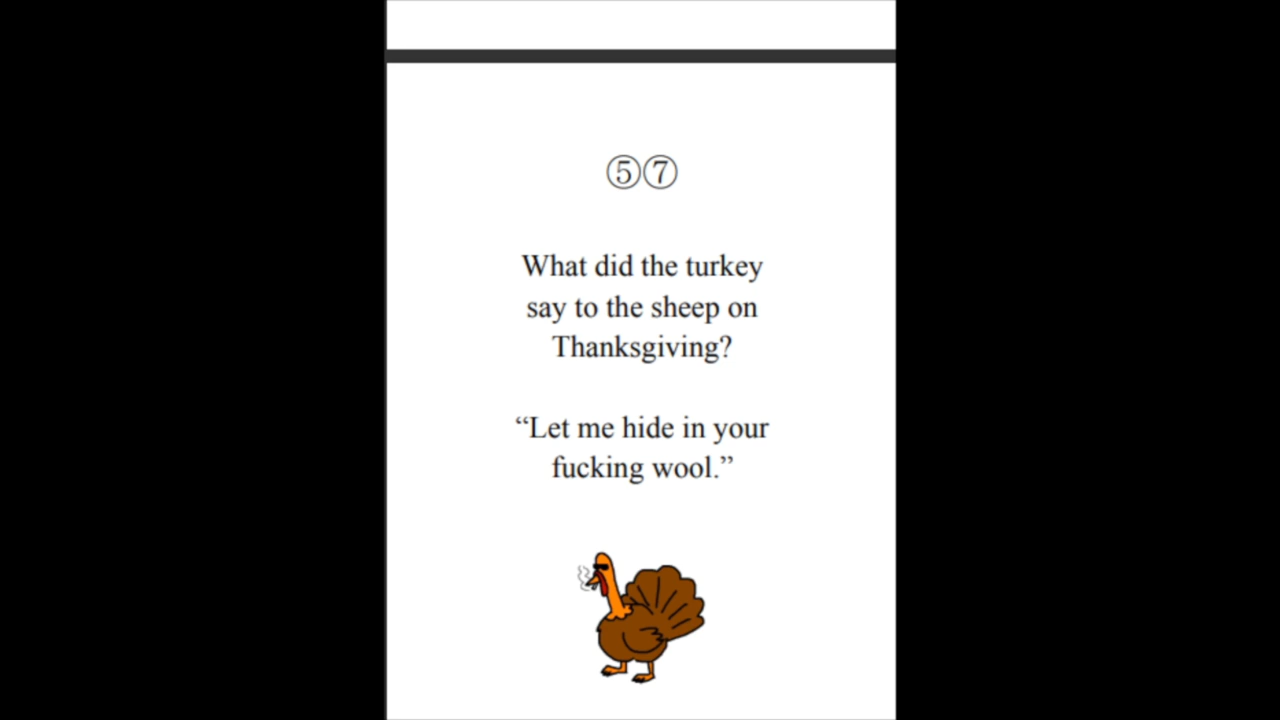 ⑤⑦
What did the turkey
say to the sheep on
Thanksgiving?
“Let me hide in your
fucking wool.”